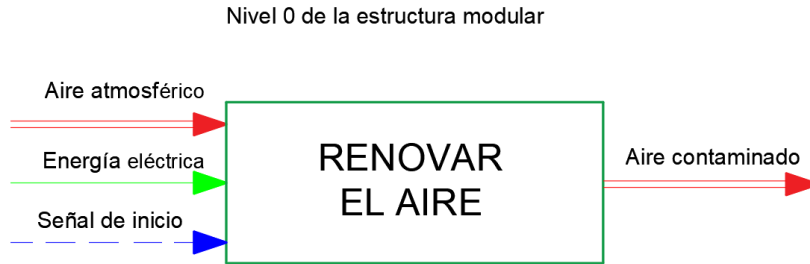 Nivel 0 de la estructura modular
Aire atmosférico
Energía eléctrica
Señal de inicio
RENOVAR
EL AIRE
Aire contaminado